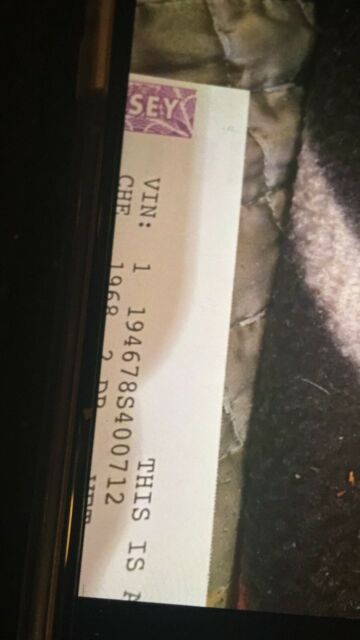 SEY
THIS IS
VIN: 1 194678S400712
CHE 1968 2 DR